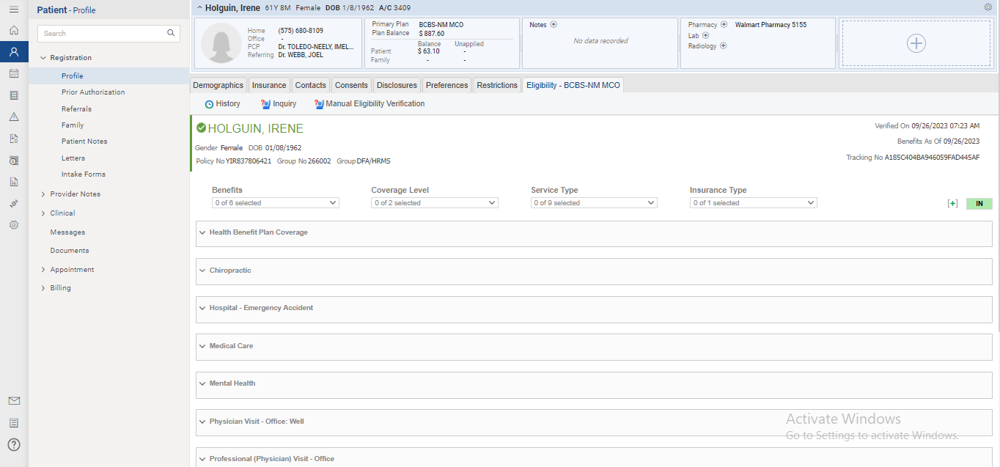 Patient - Profile
Search
Registration
Profile
Prior Authorization
Referrals
Family
Patient Notes
Letters
Intake Forms
Provider Notes
Clinical
Messages
Documents
Appointment
Billing
Holguin, Irene 61Y 8M Female DOB 1/8/1962 A/C 3409
Home (575) 680-8109
Office -
PCP Dr. TOLEDO-NEELY, IMEL...
Referring Dr. WEBB, JOEL
Primary Plan BCBS-NM MCO
Plan Balance $ 887.60
Balance Unapplied
Patient $ 63.10 -
Family - -
Notes
No data recorded
Pharmacy Walmart Pharmacy 5155
Lab
Radiology
Demographics Insurance Contacts Consents Disclosures Preferences Restrictions Eligibility - BCBS-NM MCO
History Inquiry Manual Eligibility Verification
HOLGUIN, IRENE
Gender Female DOB 01/08/1962
Policy No YIR837806421 Group No 266002 Group DFA/HRMS
Verified On 09/26/2023 07:23 AM
Benefits As Of 09/26/2023
Tracking No A185C404BA946059FAD445AF
Benefits Coverage Level Service Type Insurance Type
0 of 6 selected 0 of 2 selected 0 of 9 selected 0 of 1 selected [+] IN
Health Benefit Plan Coverage
Chiropractic
Hospital - Emergency Accident
Medical Care
Mental Health
Physician Visit - Office: Well
Professional (Physician) Visit - Office
Activate Windows
Go to Settings to activate Windows.